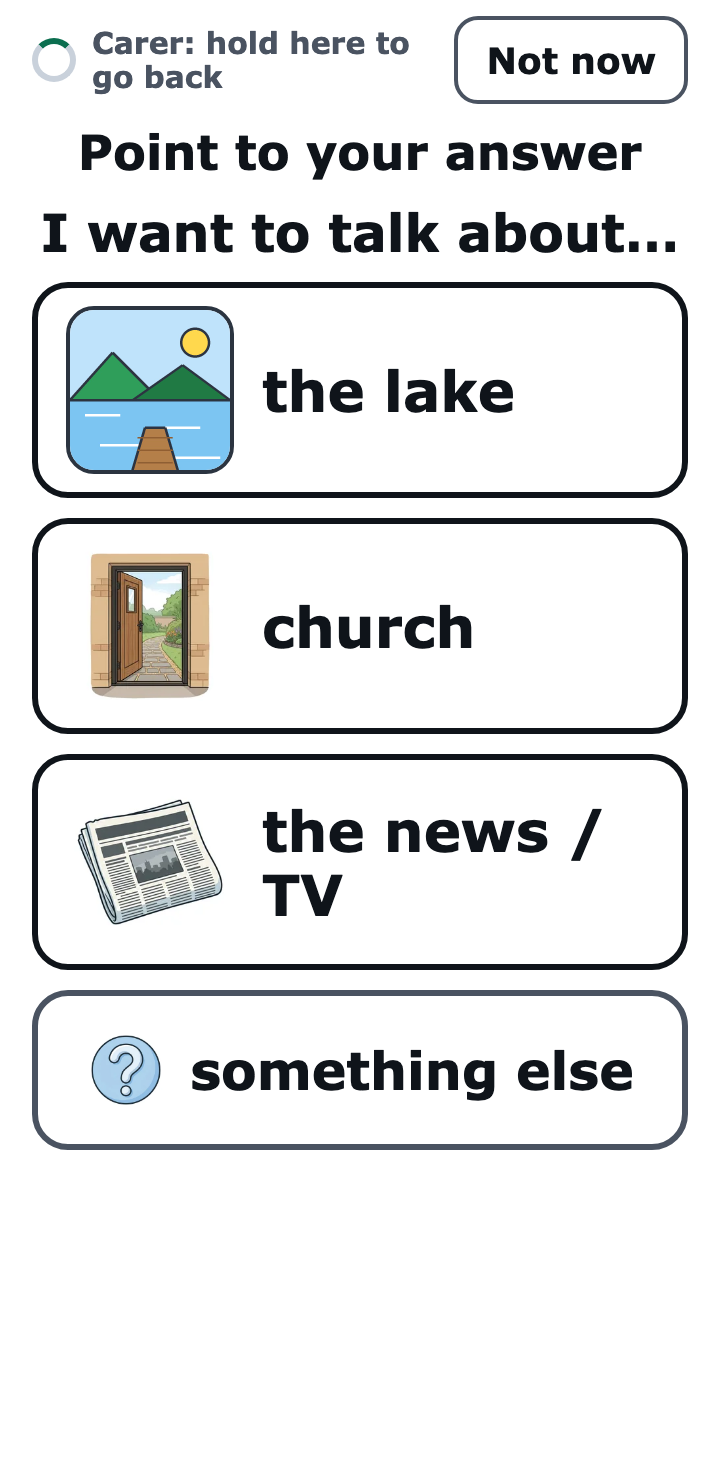 Carer: hold here to
go back
Not now
Point to your answer
I want to talk about...
the lake
church
the news /
TV
?
something else